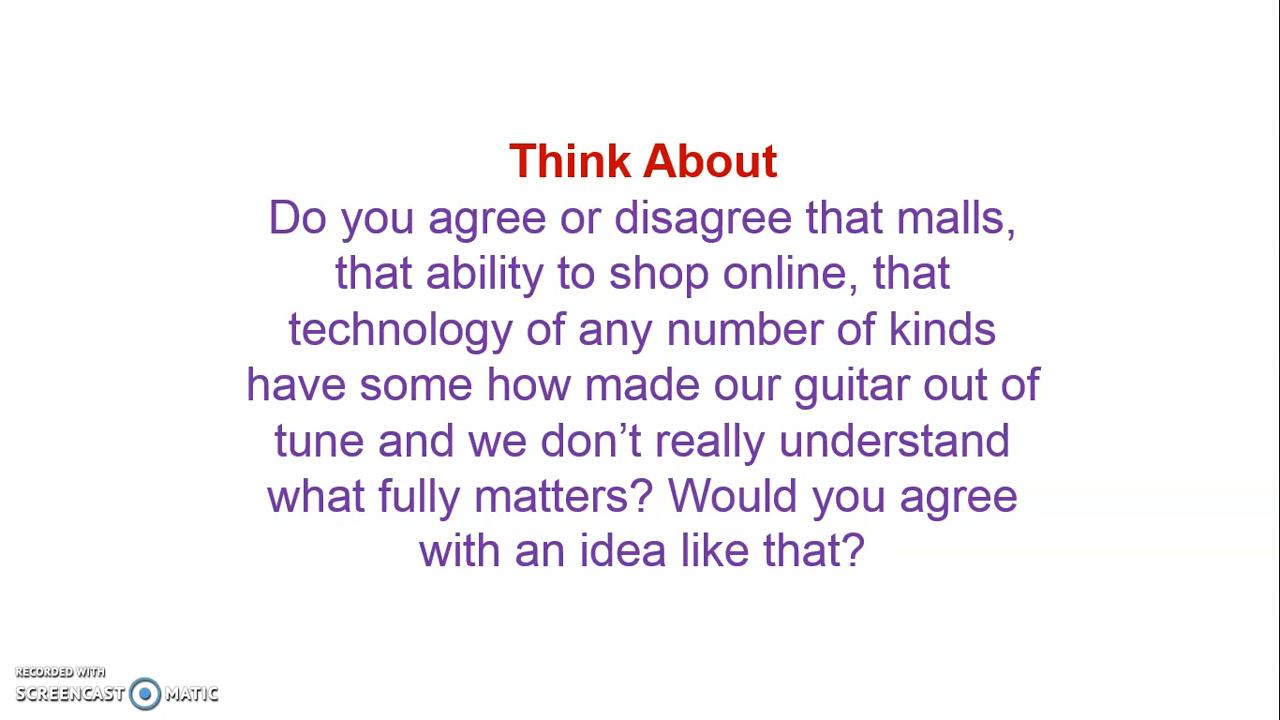 Think About
Do you agree or disagree that malls,
that ability to shop online, that
technology of any number of kinds
have some how made our guitar out of
tune and we don’t really understand
what fully matters? Would you agree
with an idea like that?
RECORDED WITH
SCREENCAST MATIC